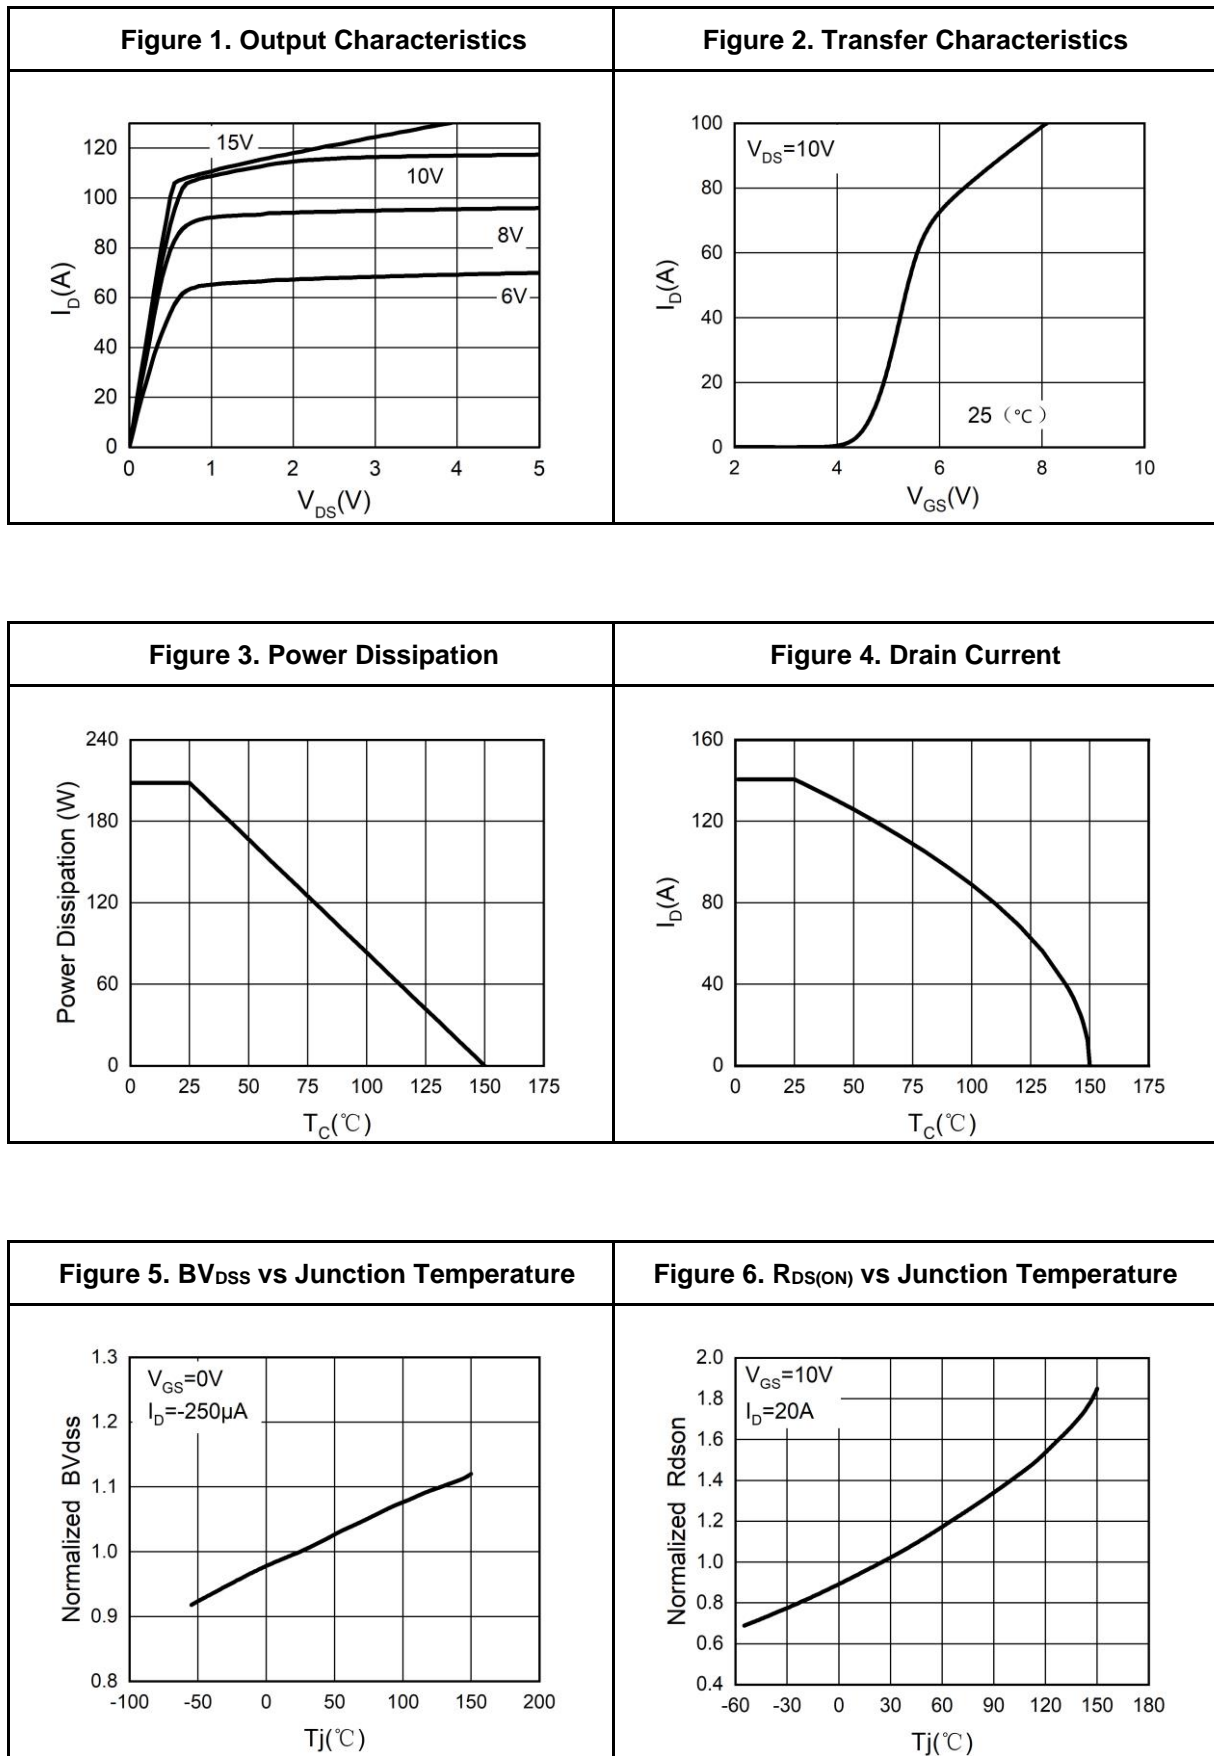 Figure 1. Output Characteristics
Figure 2. Transfer Characteristics
120
100
80
60
40
20
0
I_D(A)
15V
10V
8V
6V
0 1 2 3 4 5
V_DS(V)
100
80
60
40
20
0
I_D(A)
V_DS=10V
25（℃）
2 4 6 8 10
V_GS(V)
Figure 3. Power Dissipation
Figure 4. Drain Current
240
180
120
60
0
Power Dissipation (W)
0 25 50 75 100 125 150 175
T_C(℃)
160
120
80
40
0
I_D(A)
0 25 50 75 100 125 150 175
T_C(℃)
Figure 5. BV_DSS vs Junction Temperature
Figure 6. R_DS(ON) vs Junction Temperature
1.3
1.2
1.1
1.0
0.9
0.8
Normalized BVdss
V_GS=0V
I_D=-250μA
-100 -50 0 50 100 150 200
Tj(℃)
2.0
1.8
1.6
1.4
1.2
1.0
0.8
0.6
0.4
Normalized Rdson
V_GS=10V
I_D=20A
-60 -30 0 30 60 90 120 150 180
Tj(℃)